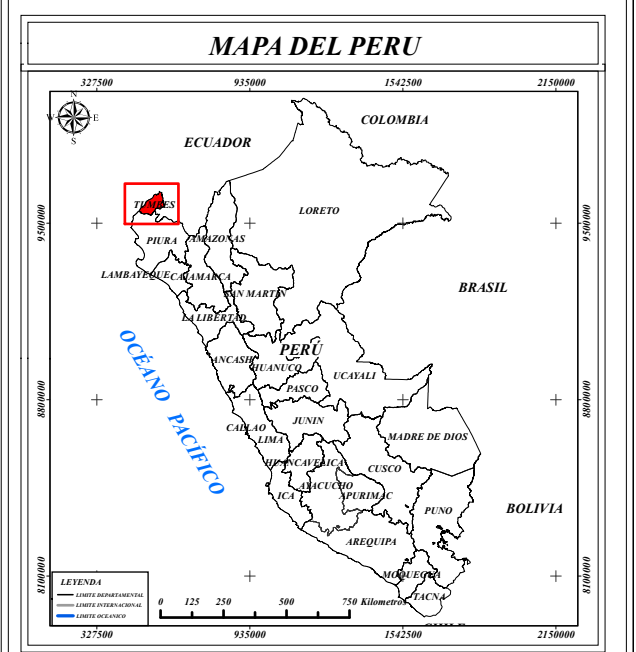 MAPA DEL PERU
327500
935000
1542500
2150000
N
W E
S
COLOMBIA
ECUADOR
TUMBES
LORETO
9500000
9500000
PIURA
AMAZONAS
LAMBAYEQUE
CAJAMARCA
SAN MARTIN
BRASIL
LA LIBERTAD
OCÉANO PACÍFICO
ANCASH
PERÚ
HUANUCO
UCAYALI
PASCO
8800000
8800000
CALLAO
LIMA
JUNIN
MADRE DE DIOS
HUANCAVELICA
CUSCO
AYACUCHO
ICA
APURIMAC
PUNO
BOLIVIA
AREQUIPA
MOQUEGUA
TACNA
8100000
8100000
LEYENDA
LIMITE DEPARTAMENTAL
LIMITE INTERNACIONAL
LIMITE OCEANICO
0 125 250 500 750 Kilometros
327500
935000
1542500
2150000